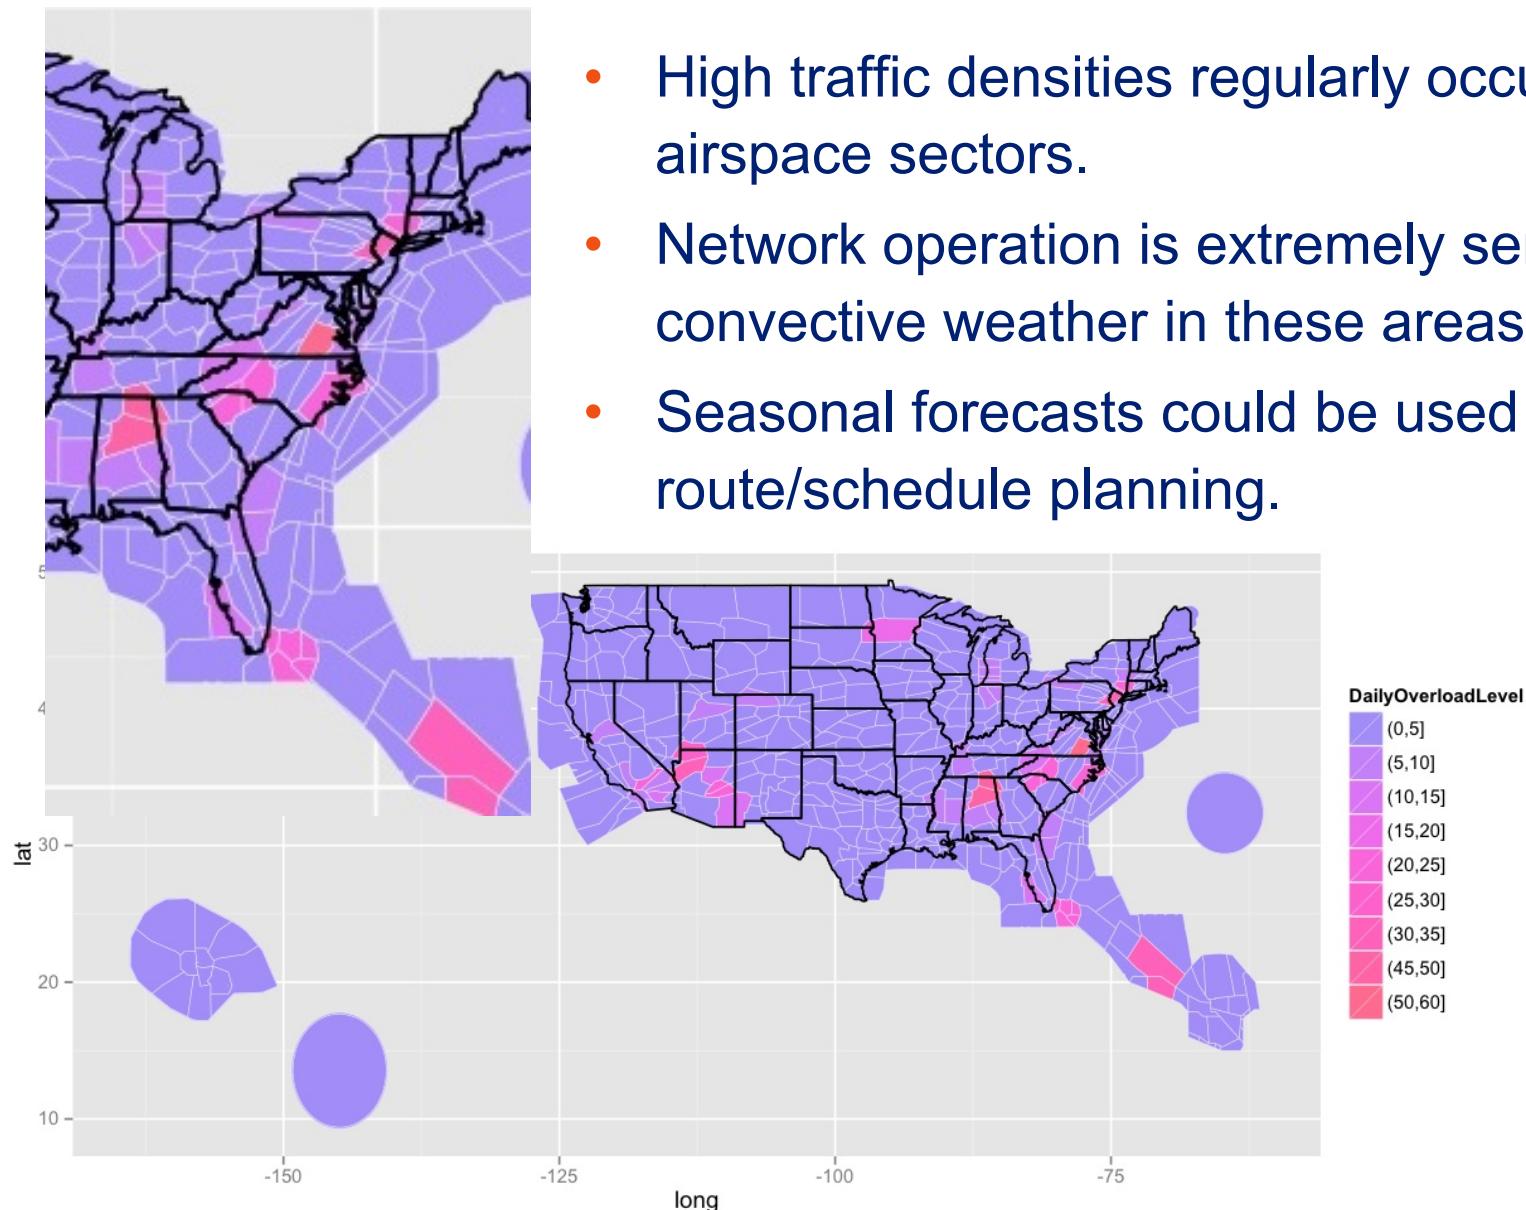 • High traffic densities regularly
airspace sectors.
• Network operation is extremely
convective weather in these areas
• Seasonal forecasts could be used
route/schedule planning.
DailyOverloadLevel
(0,5]
(5,10]
(10,15]
(15,20]
(20,25]
(25,30]
(30,35]
(45,50]
(50,60]
lat
30
20
10
-150
-125
-100
-75
long